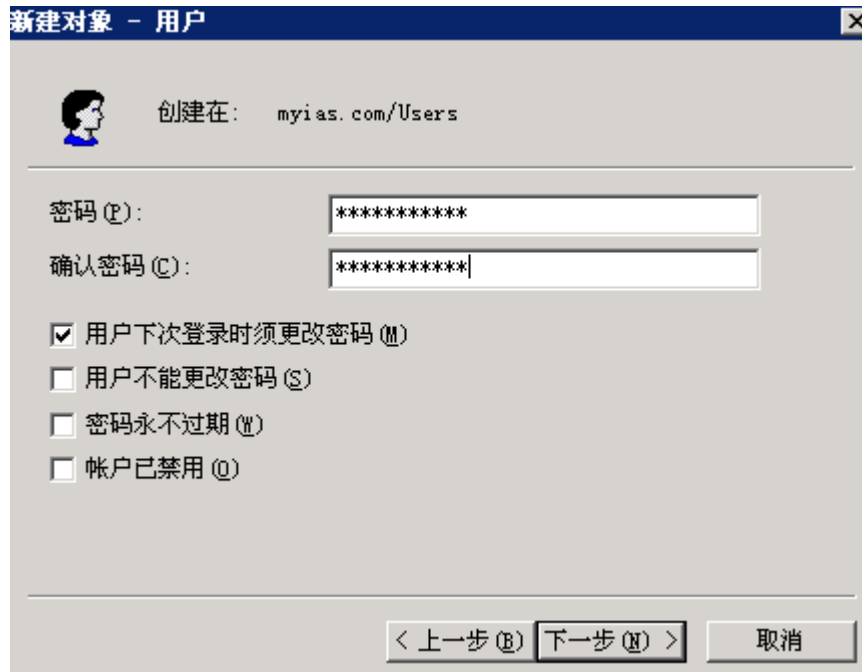 新建对象 - 用户
创建在: myias.com/Users
密码(P):
***********
确认密码(C):
***********
用户下次登录时须更改密码(M)
用户不能更改密码(S)
密码永不过期(W)
帐户已禁用(O)
< 上一步(B) 下一步(N) > 取消